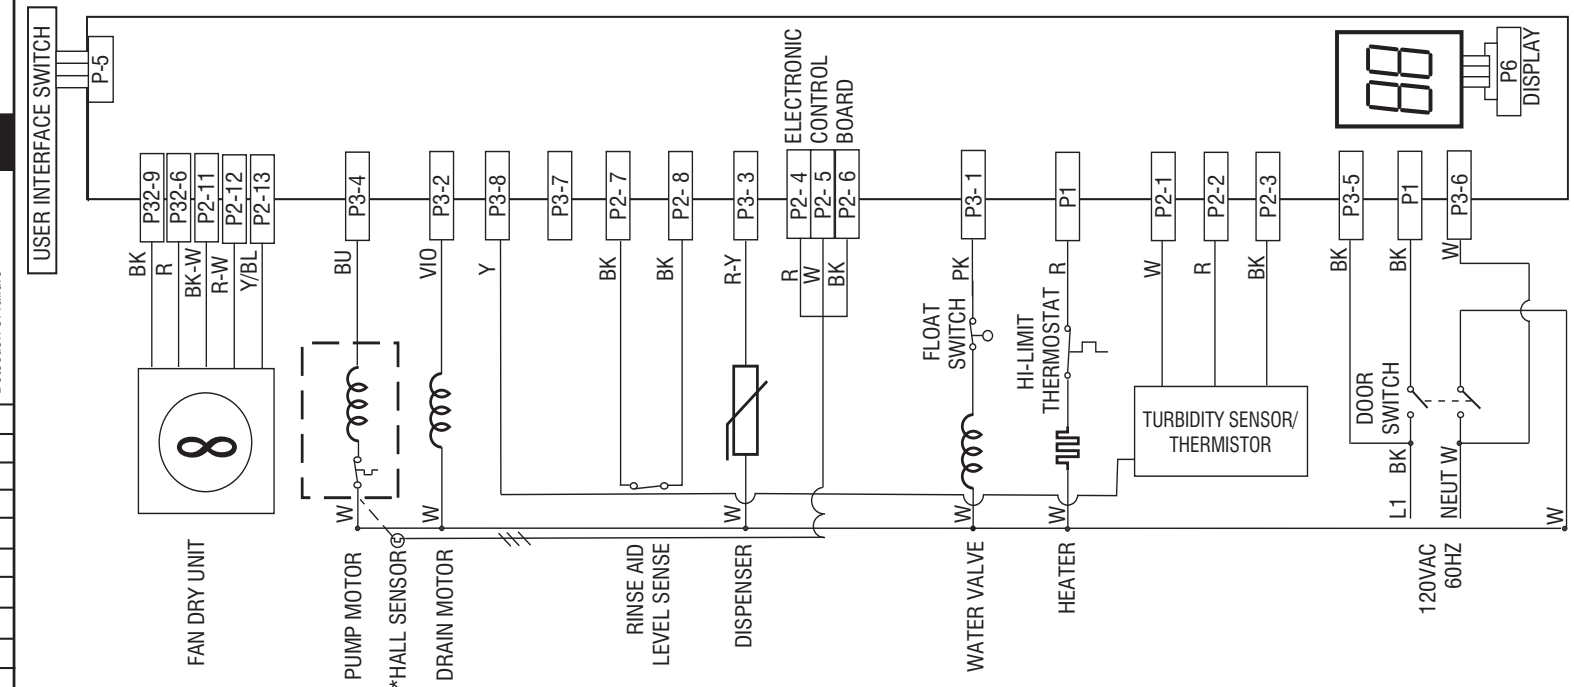 USER INTERFACE SWITCH
P-5
ELECTRONIC
CONTROL
BOARD
P6
DISPLAY
P32-9
P32-6
P2-11
P2-12
P2-13
P3-4
P3-2
P3-8
P3-7
P2- 7
P2- 8
P3- 3
P2- 4
P2- 5
P2- 6
P3- 1
P1
P2-1
P2-2
P2-3
P3-5
P1
P3-6
BK
R
BK-W
R-W
Y/BL
BU
VIO
Y
BK
BK
R-Y
R
W
BK
PK
R
W
R
BK
BK
BK
W
FLOAT
SWITCH
HI-LIMIT
THERMOSTAT
TURBIDITY SENSOR/
THERMISTOR
DOOR
SWITCH
L1 BK
NEUT W
W
W
W
W
W
W
FAN DRY UNIT
PUMP MOTOR
*HALL SENSOR
DRAIN MOTOR
RINSE AID
LEVEL SENSE
DISPENSER
WATER VALVE
HEATER
120VAC
60HZ